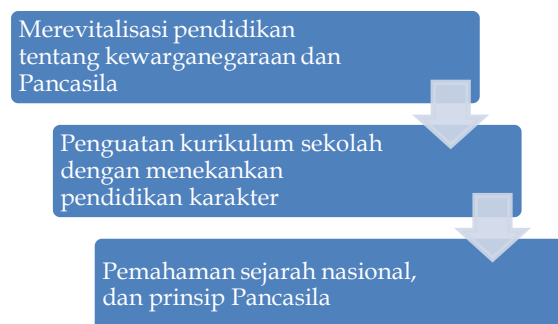 Merevitalisasi pendidikan
tentang kewarganegaraan dan
Pancasila
Penguatan kurikulum sekolah
dengan menekankan
pendidikan karakter
Pemahaman sejarah nasional,
dan prinsip Pancasila